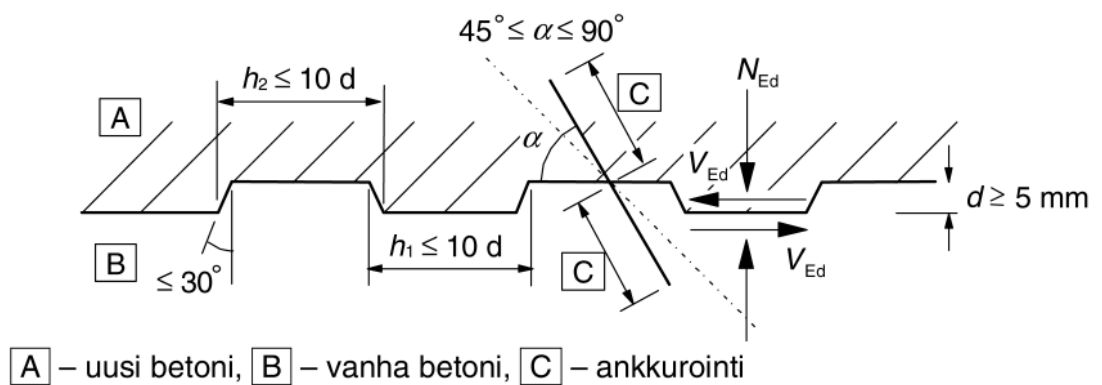 45° ≤ α ≤ 90°
h₂ ≤ 10 d
N_Ed
A
C
α
V_Ed
d ≥ 5 mm
B
≤ 30°
h₁ ≤ 10 d
C
V_Ed
A – uusi betoni, B – vanha betoni, C – ankkurointi